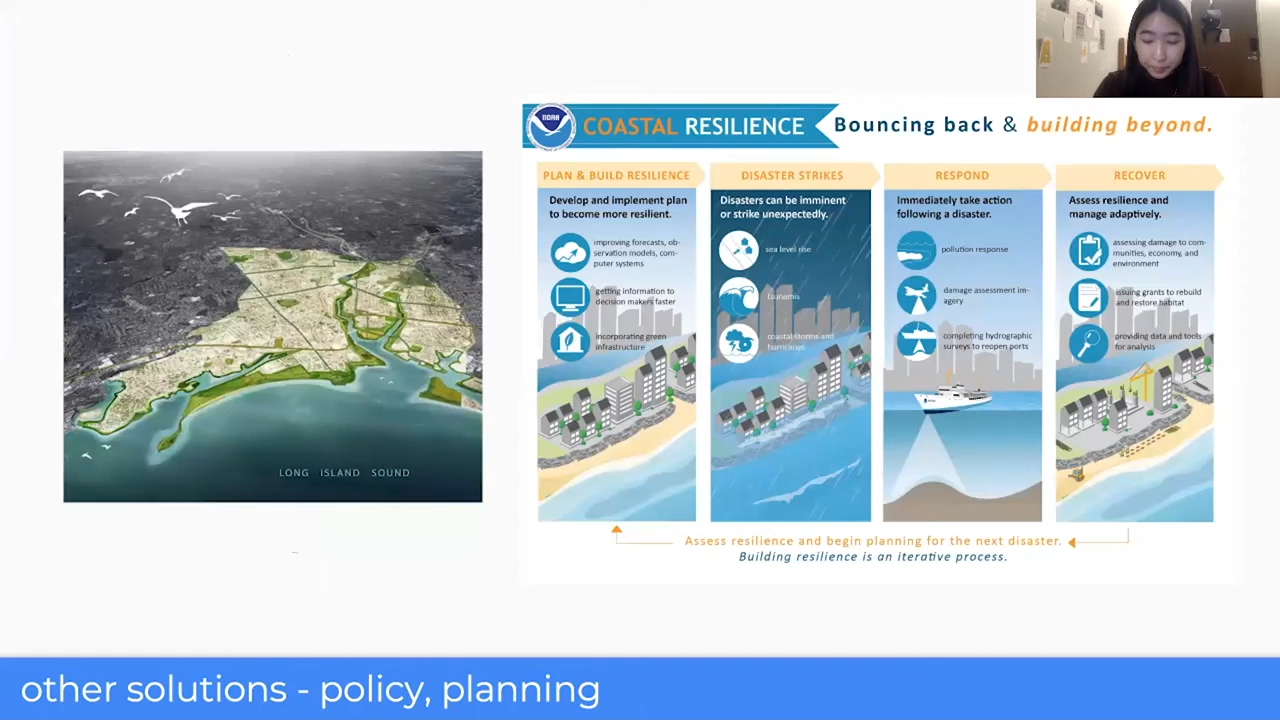 NOAA
COASTAL RESILIENCE
Bouncing back & building beyond.
PLAN & BUILD RESILIENCE
Develop and implement plan
to become more resilient.
improving forecasts, ob-
servation models, com-
puter systems
getting information to
decision makers faster
incorporating green
infrastructure
DISASTER STRIKES
Disasters can be imminent
or strike unexpectedly.
sea level rise
tsunamis
coastal storms and
hurricanes
RESPOND
Immediately take action
following a disaster.
pollution response
damage assessment im-
agery
completing hydrographic
surveys to reopen ports
RECOVER
Assess resilience and
manage adaptively.
assessing damage to com-
munities, economy, and
environment
issuing grants to rebuild
and restore habitat
providing data and tools
for analysis
LONG ISLAND SOUND
Assess resilience and begin planning for the next disaster.
Building resilience is an iterative process.
other solutions - policy, planning